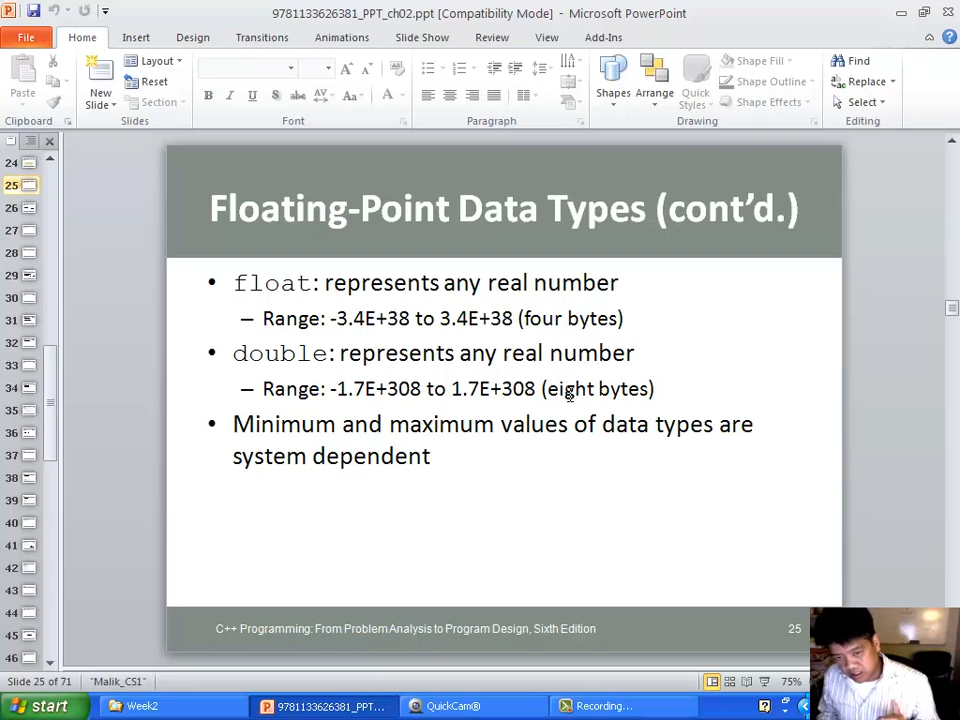 9781133626381_PPT_ch02.ppt [Compatibility Mode] - Microsoft PowerPoint
File Home Insert Design Transitions Animations Slide Show Review View Add-Ins
Paste
Clipboard
New Slide
Layout
Reset
Section
Slides
B I U S abc AV Aa A
Font
Paragraph
Shapes
Arrange
Quick Styles
Shape Fill
Shape Outline
Shape Effects
Drawing
Find
Replace
Select
Editing
24
25
26
27
28
29
30
31
32
33
34
35
36
37
38
39
40
41
42
43
44
45
46
Floating-Point Data Types (cont’d.)
• float: represents any real number
– Range: -3.4E+38 to 3.4E+38 (four bytes)
• double: represents any real number
– Range: -1.7E+308 to 1.7E+308 (eight bytes)
• Minimum and maximum values of data types are
system dependent
C++ Programming: From Problem Analysis to Program Design, Sixth Edition 25
Slide 25 of 71 "Malik_CS1" 75%
start Week2 9781133626381_PPT... QuickCam® Recording...